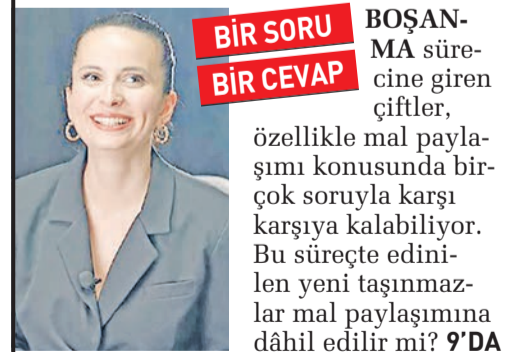 BİR SORU
BİR CEVAP
BOŞAN-
MA süre-
cine giren
çiftler,
özellikle mal payla-
şımı konusunda bir-
çok soruyla karşı
karşıya kalabiliyor.
Bu süreçte edini-
len yeni taşınmaz-
lar mal paylaşımına
dâhil edilir mi? 9’DA